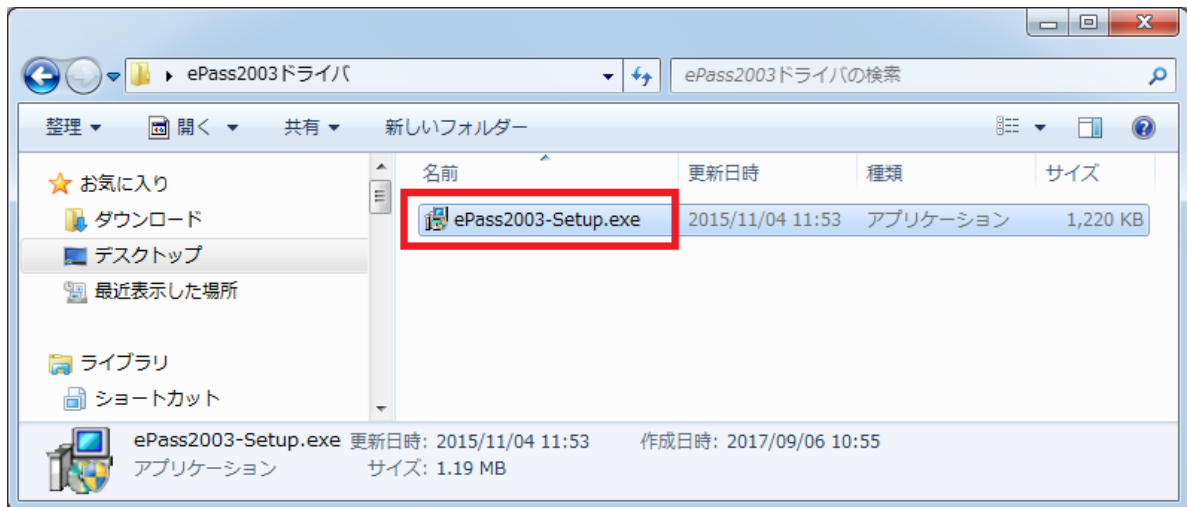 ePass2003ドライバ
ePass2003ドライバの検索
整理 開く 共有 新しいフォルダー
名前 更新日時 種類 サイズ
ePass2003-Setup.exe 2015/11/04 11:53 アプリケーション 1,220 KB
お気に入り
ダウンロード
デスクトップ
最近表示した場所
ライブラリ
ショートカット
ePass2003-Setup.exe 更新日時: 2015/11/04 11:53 作成日時: 2017/09/06 10:55
アプリケーション サイズ: 1.19 MB